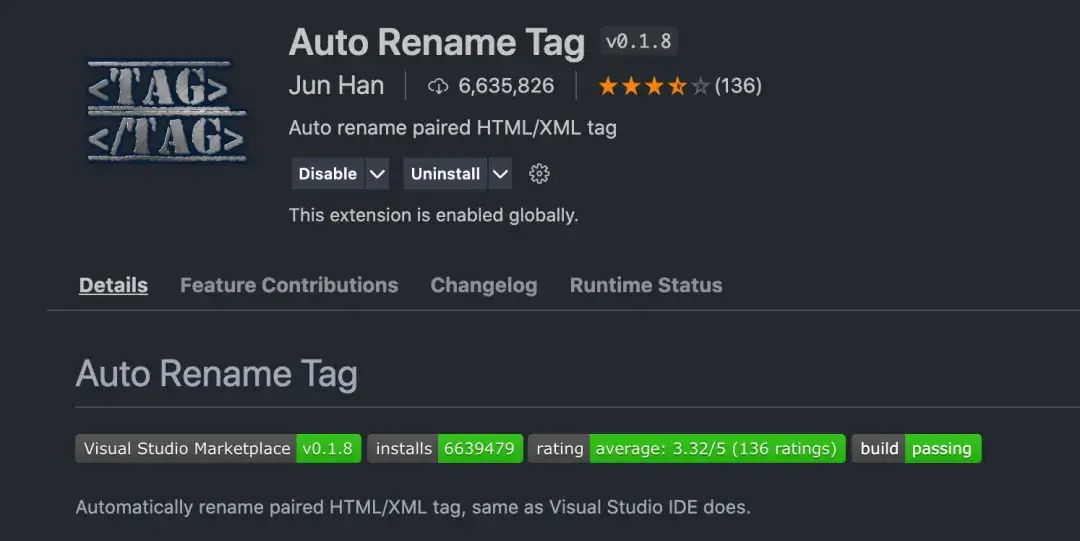 <TAG>
</TAG>
Auto Rename Tag v0.1.8
Jun Han 6,635,826 (136)
Auto rename paired HTML/XML tag
Disable Uninstall
This extension is enabled globally.
Details Feature Contributions Changelog Runtime Status
Auto Rename Tag
Visual Studio Marketplace v0.1.8 installs 6639479 rating average: 3.32/5 (136 ratings) build passing
Automatically rename paired HTML/XML tag, same as Visual Studio IDE does.